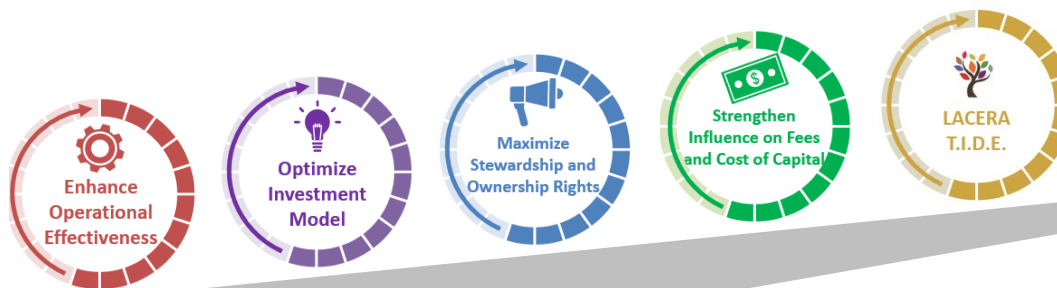 Enhance
Operational
Effectiveness
Optimize
Investment
Model
Maximize
Stewardship and
Ownership Rights
$
Strengthen
Influence on Fees
and Cost of Capital
LACERA
T.I.D.E.